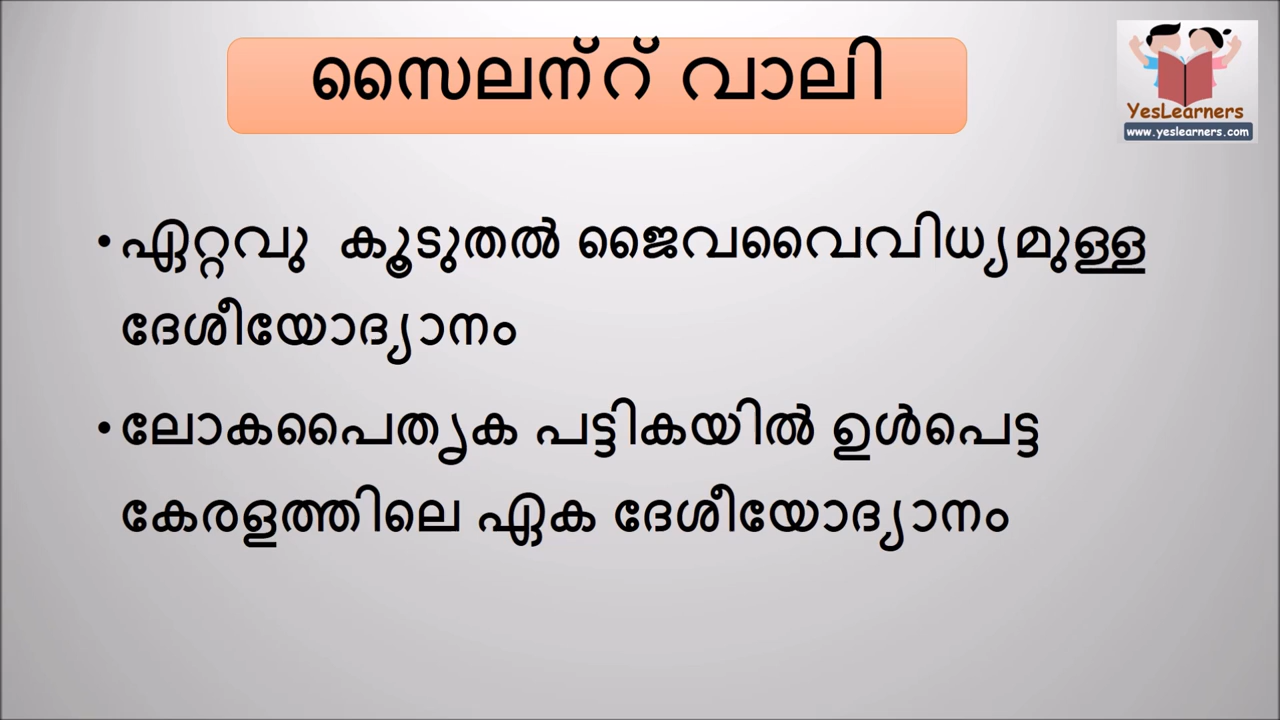 സൈലന്റ് വാലി
YesLearners
www.yeslearners.com
•ഏറ്റവു കൂടുതൽ ജൈവവൈവിധ്യമുള്ള
ദേശീയോദ്യാനം
•ലോകപൈതൃക പട്ടികയിൽ ഉൾപെട്ട
കേരളത്തിലെ ഏക ദേശീയോദ്യാനം